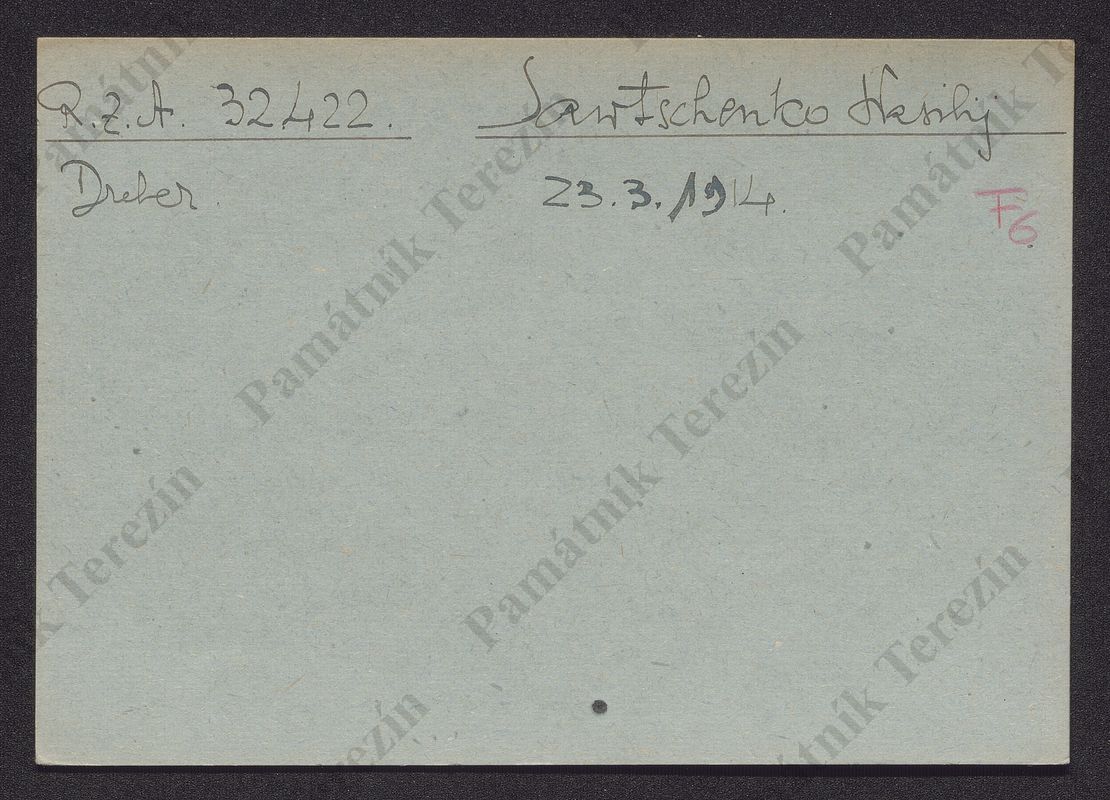 R.Z.A. 32422. Sawtschenko Wasilij
Dreher. 23.3.1914. F6
Památník Terezín